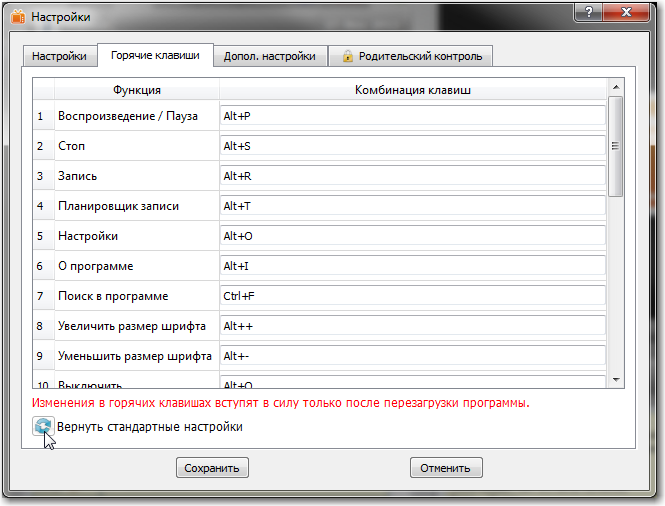 Настройки
Настройки Горячие клавиши Допол. настройки Родительский контроль
Функция Комбинация клавиш
1 Воспроизведение / Пауза Alt+P
2 Стоп Alt+S
3 Запись Alt+R
4 Планировщик записи Alt+T
5 Настройки Alt+O
6 О программе Alt+I
7 Поиск в программе Ctrl+F
8 Увеличить размер шрифта Alt++
9 Уменьшить размер шрифта Alt+-
10 Выключить
Изменения в горячих клавишах вступят в силу только после перезагрузки программы.
Вернуть стандартные настройки
Сохранить Отменить